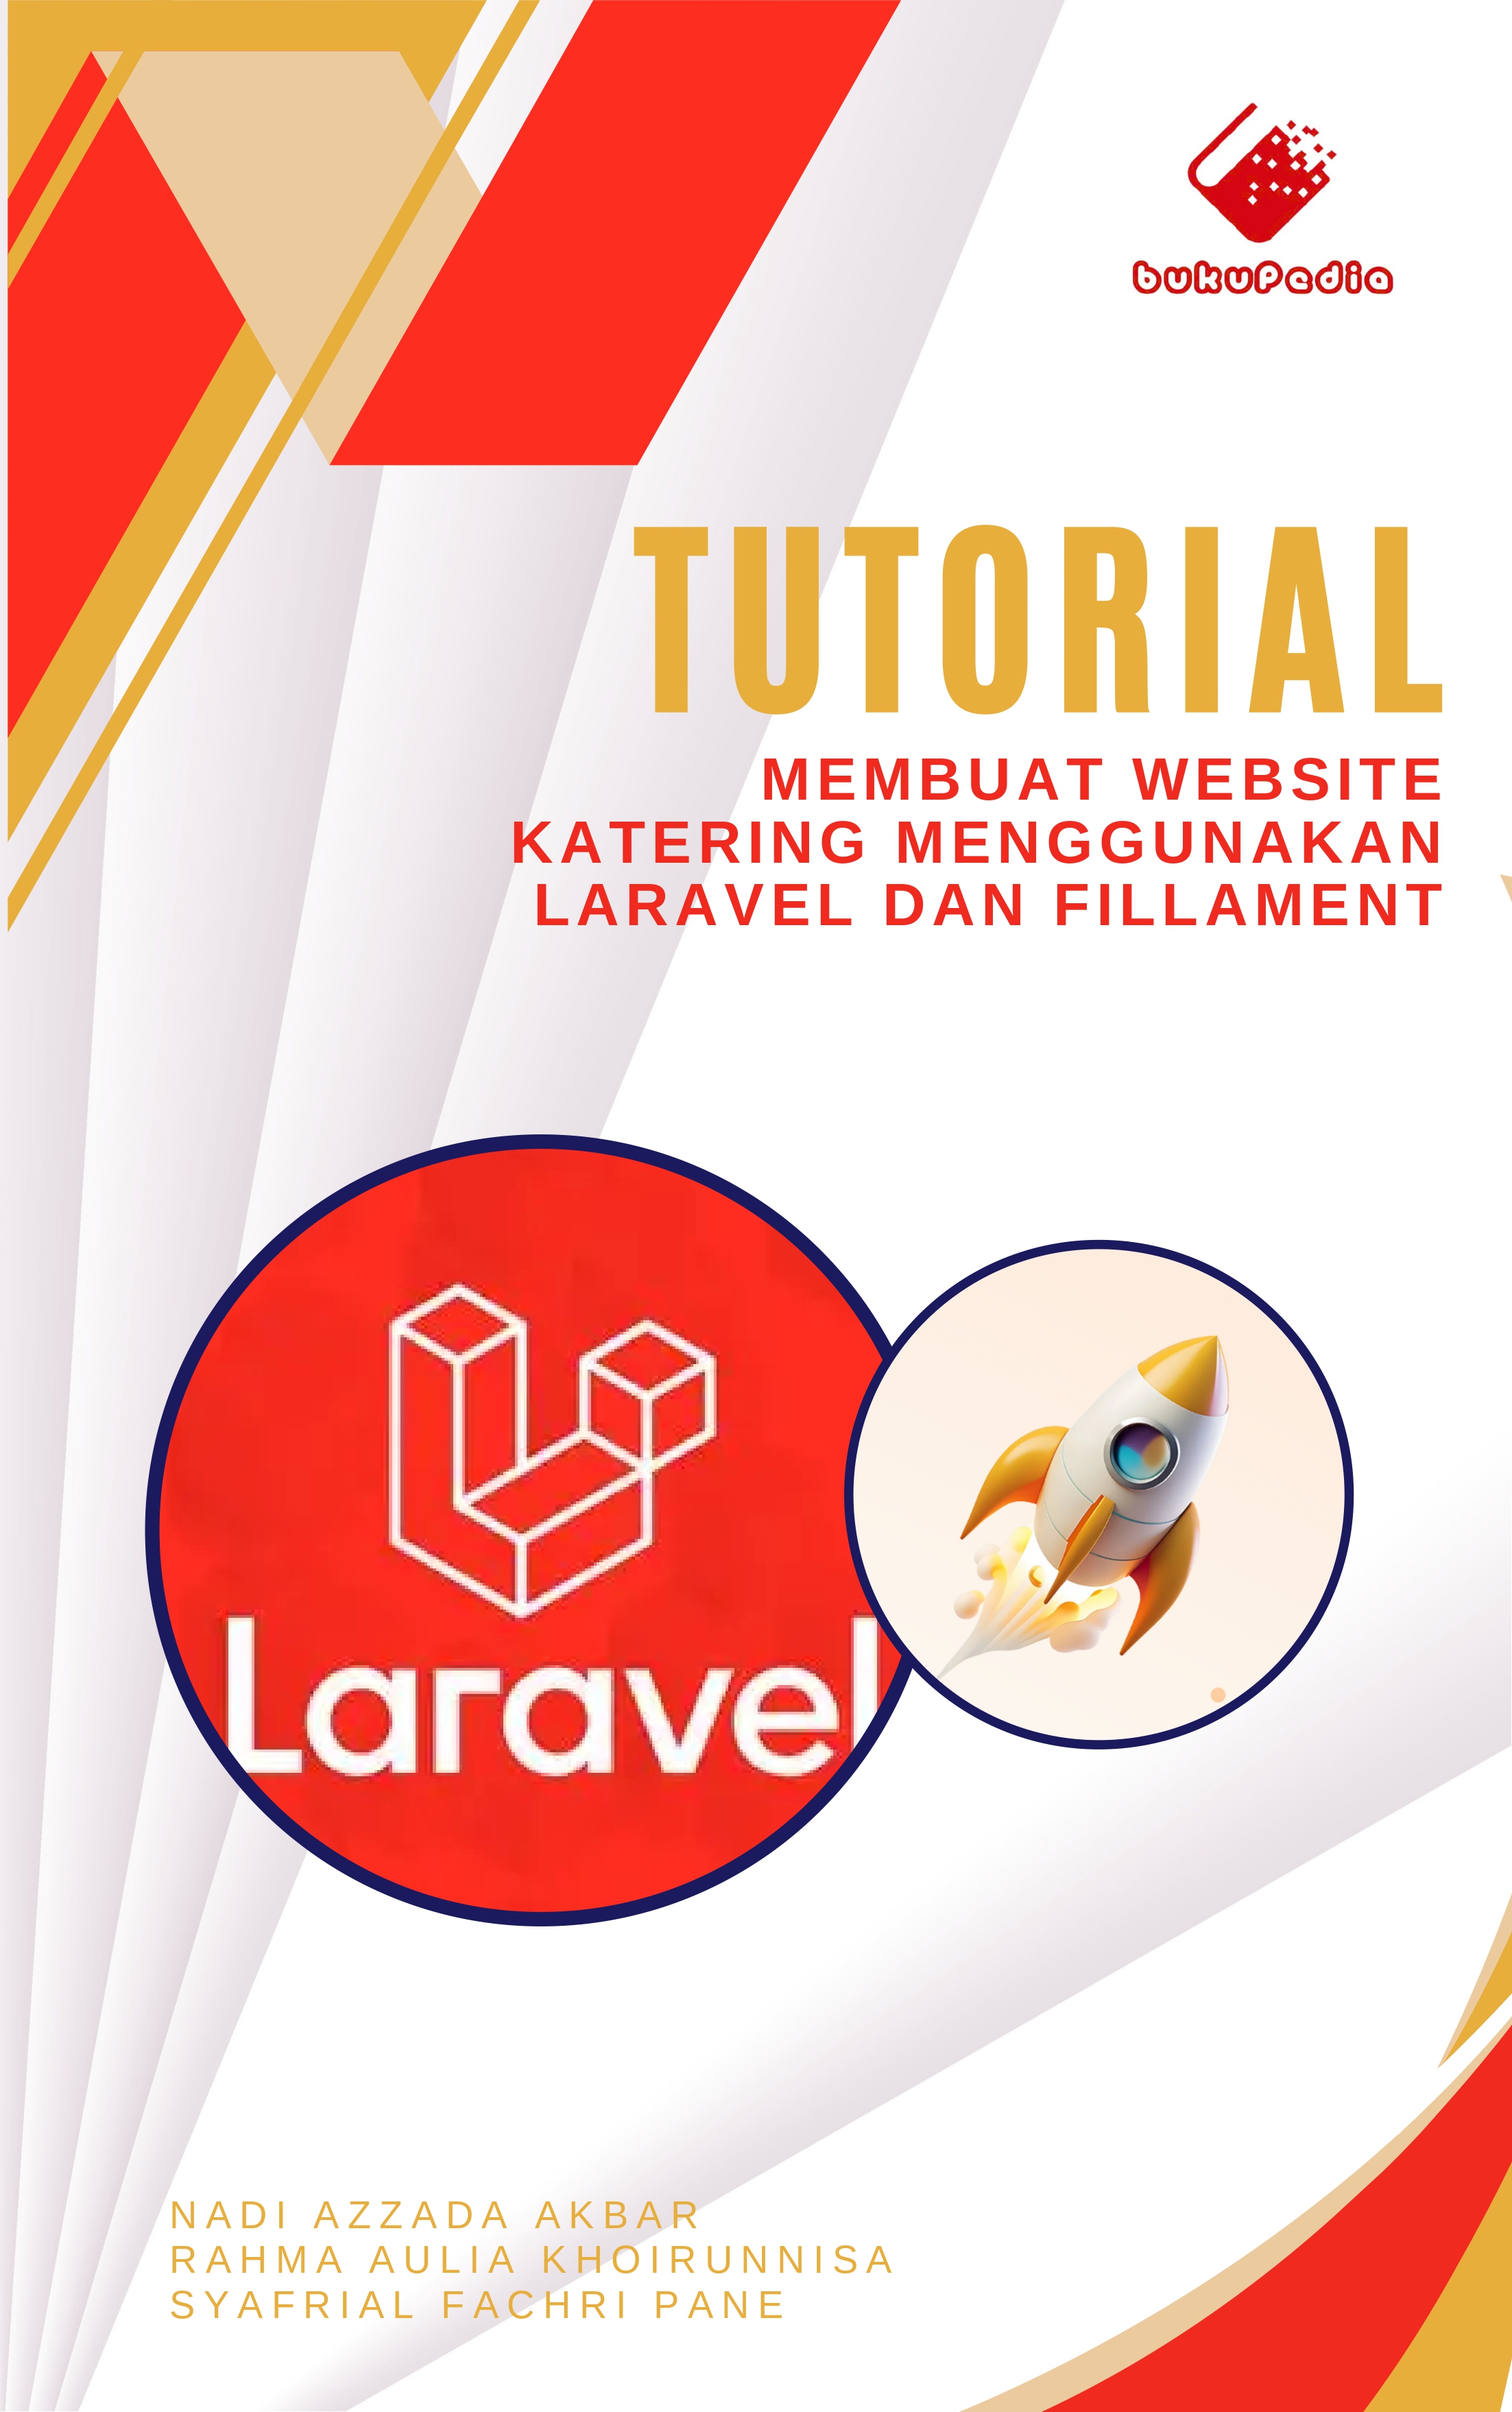 bukupedia
TUTORIAL
MEMBUAT WEBSITE
KATERING MENGGUNAKAN
LARAVEL DAN FILLAMENT
Laravel
NADI AZZADA AKBAR
RAHMA AULIA KHOIRUNNISA
SYAFRIAL FACHRI PANE